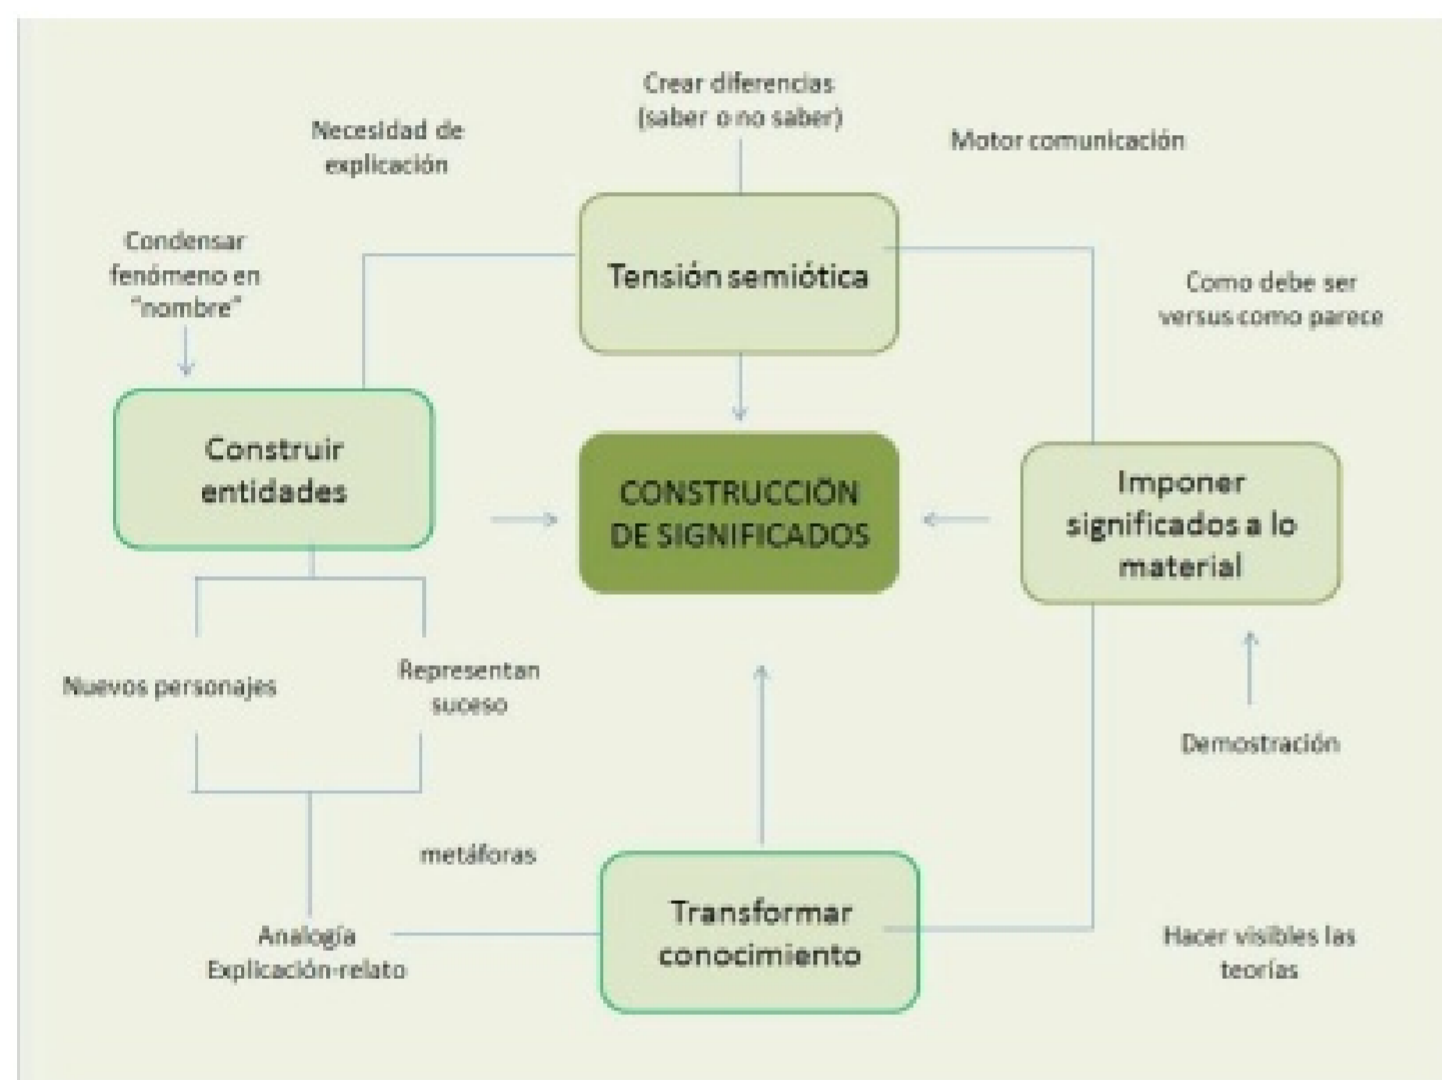 Crear diferencias
(saber o no saber)
Necesidad de
explicación
Motor comunicación
Condensar
fenómeno en
"nombre"
Tensión semiótica
Como debe ser
versus como parece
Construir
entidades
CONSTRUCCIÖN
DE SIGNIFICADOS
Imponer
significados a lo
material
Nuevos personajes
Representan
suceso
Demostración
metáforas
Transformar
conocimiento
Analogía
Explicación-relato
Hacer visibles las
teorías